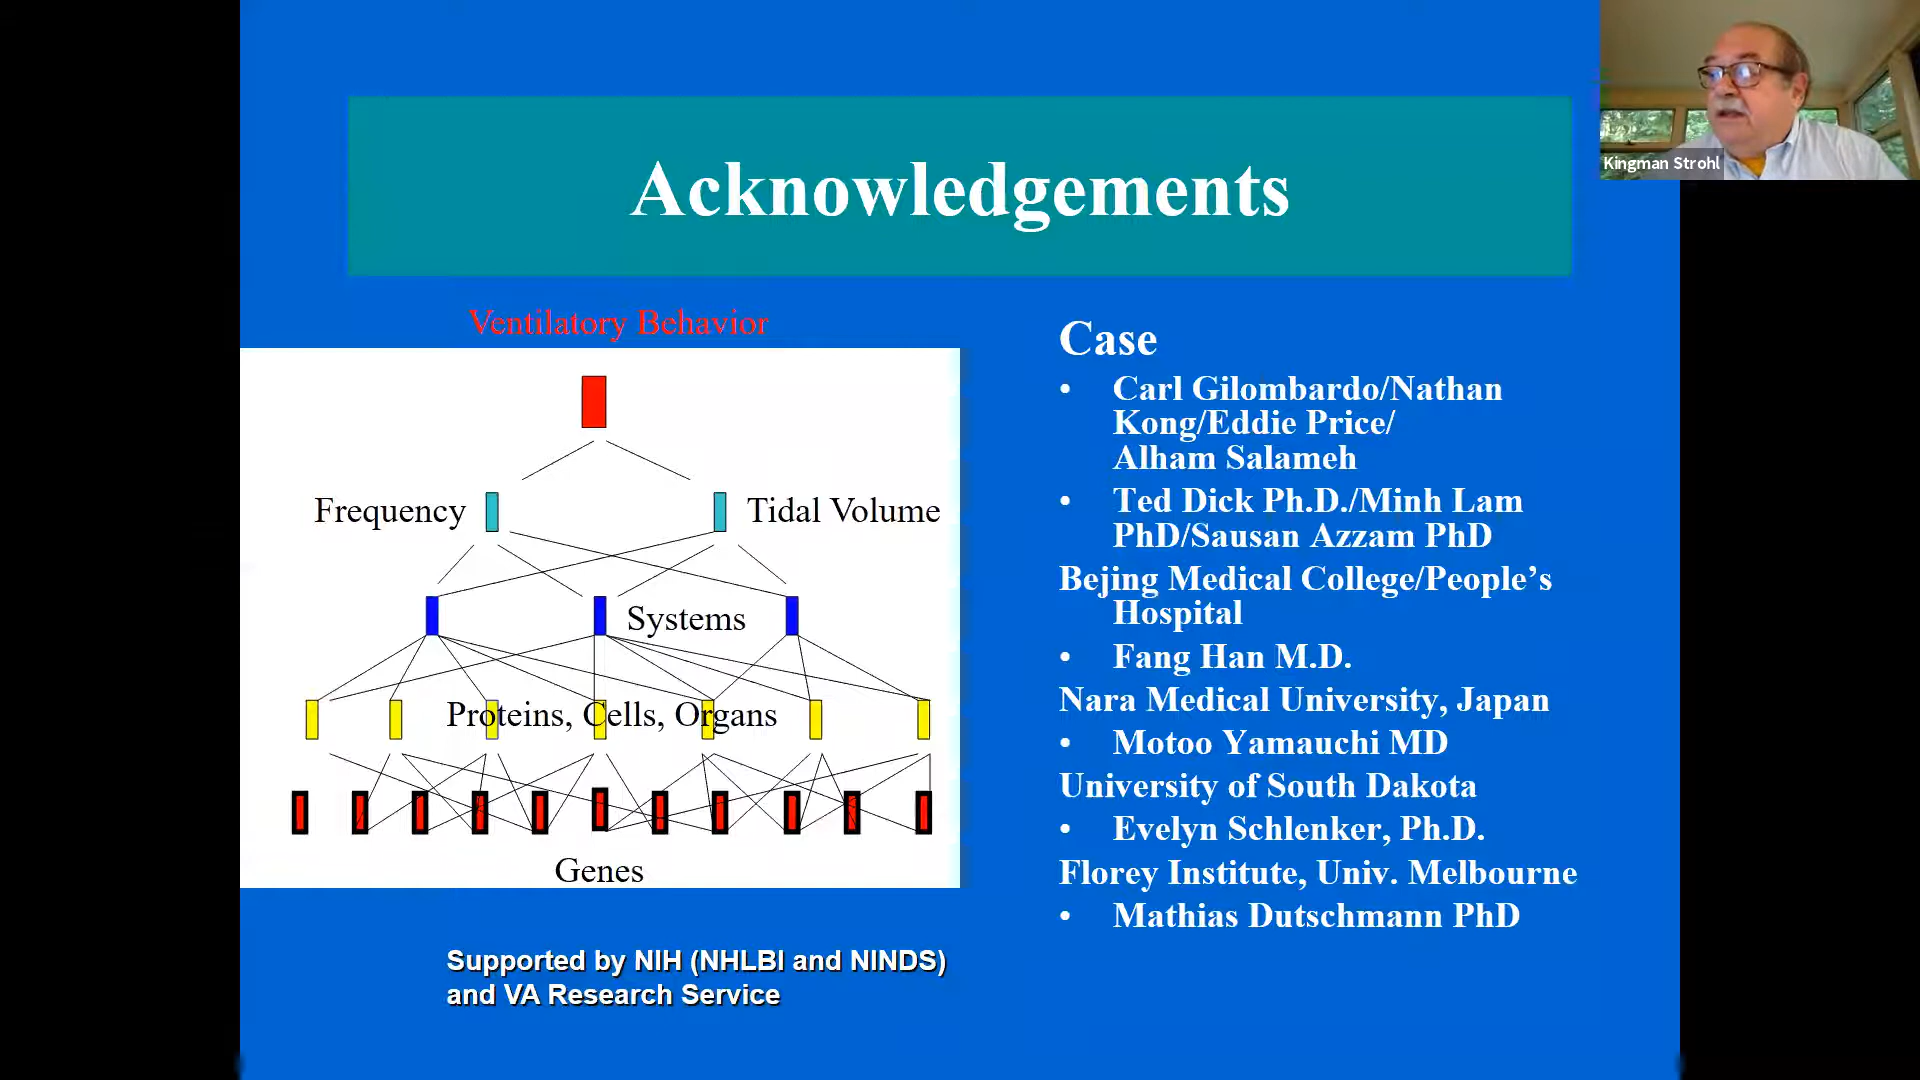 Acknowledgements
Kingman Strohl
Ventilatory Behavior
Frequency
Tidal Volume
Systems
Proteins, Cells, Organs
Genes
Supported by NIH (NHLBI and NINDS)
and VA Research Service
Case
• Carl Gilombardo/Nathan
Kong/Eddie Price/
Alham Salameh
• Ted Dick Ph.D./Minh Lam
PhD/Sausan Azzam PhD
Bejing Medical College/People’s
Hospital
• Fang Han M.D.
Nara Medical University, Japan
• Motoo Yamauchi MD
University of South Dakota
• Evelyn Schlenker, Ph.D.
Florey Institute, Univ. Melbourne
• Mathias Dutschmann PhD